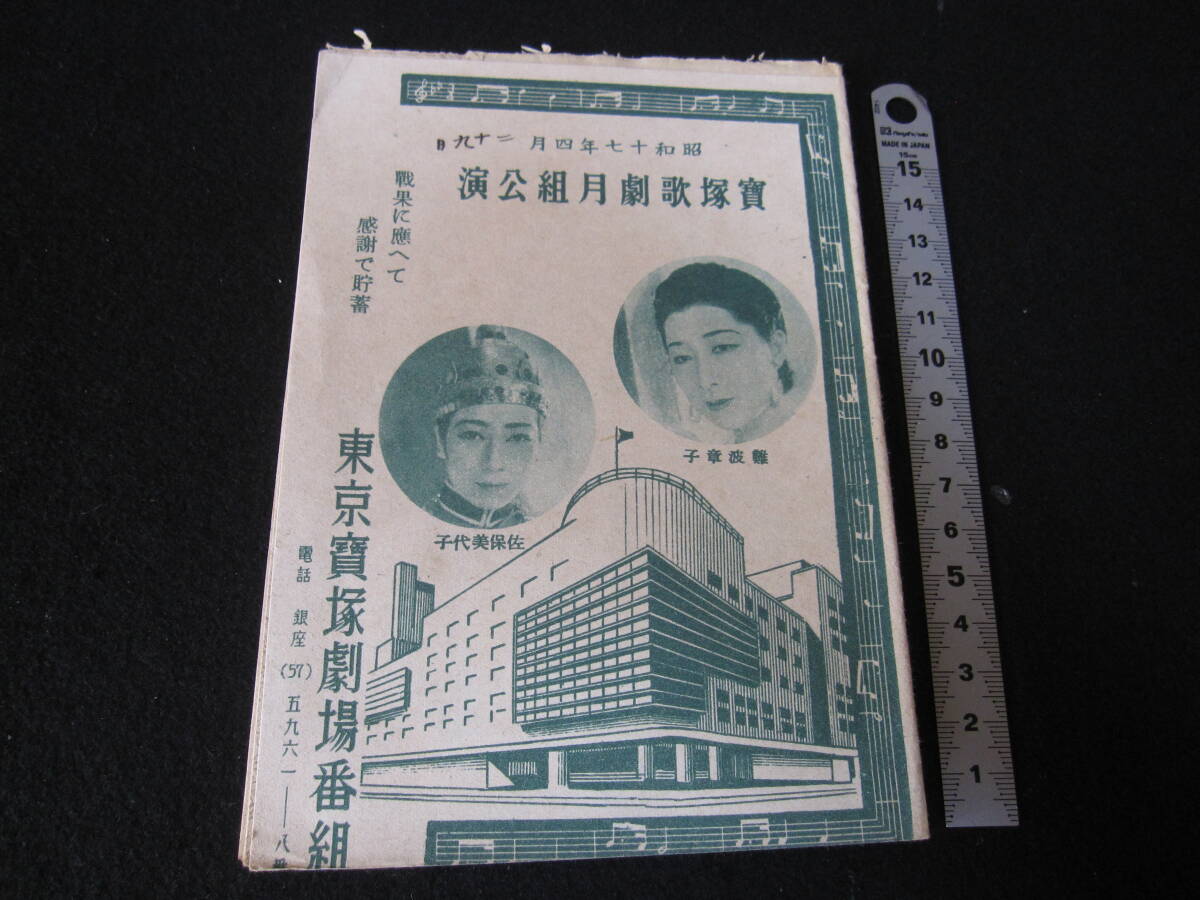 昭和十七年四月二十九日
寶塚歌劇月組公演
戰果に應へて
感謝で貯蓄
難波章子
佐保美代子
東京寶塚劇場番組
電話 銀座 (57) 五九六一――八番
MADE IN JAPAN
15cm
15
14
13
12
11
10
9
8
7
6
5
4
3
2
1